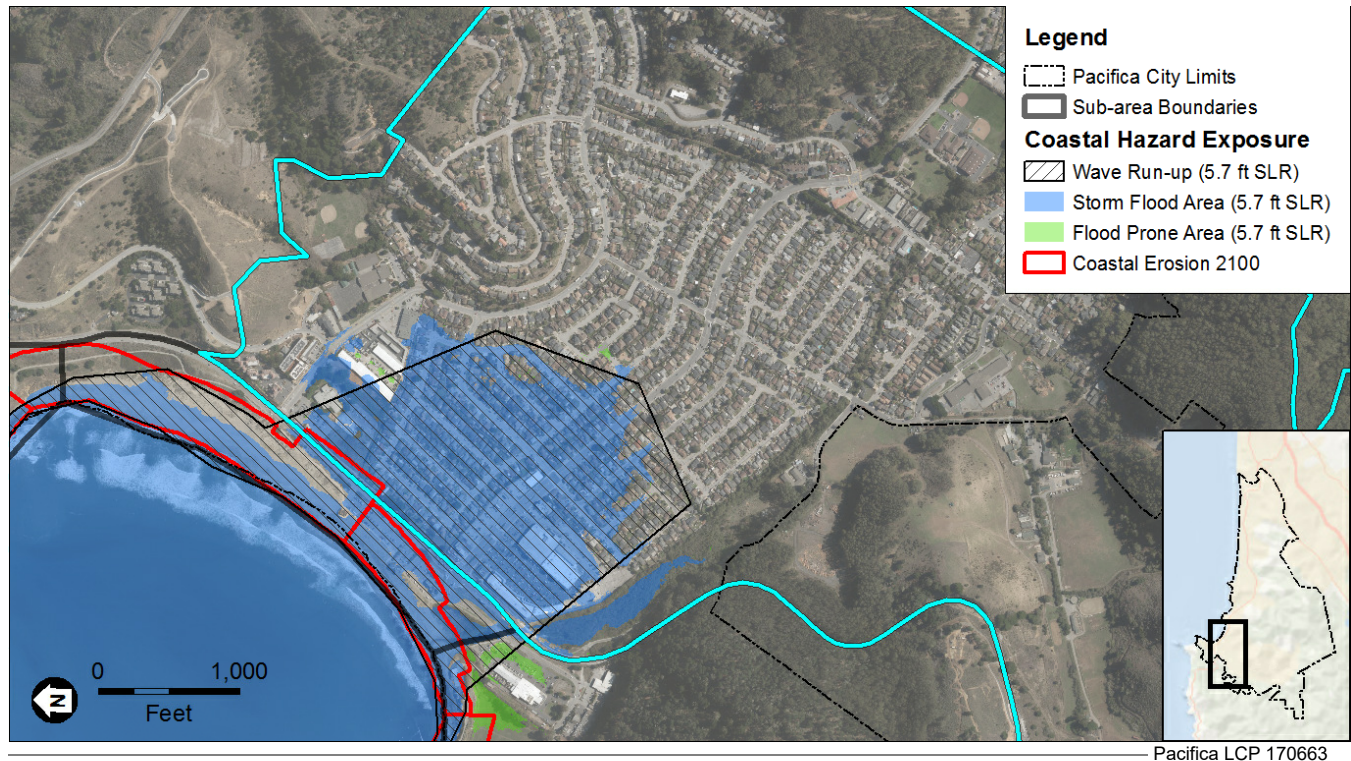 Legend
Pacifica City Limits
Sub-area Boundaries
Coastal Hazard Exposure
Wave Run-up (5.7 ft SLR)
Storm Flood Area (5.7 ft SLR)
Flood Prone Area (5.7 ft SLR)
Coastal Erosion 2100
N
0 1,000
Feet
Pacifica LCP 170663